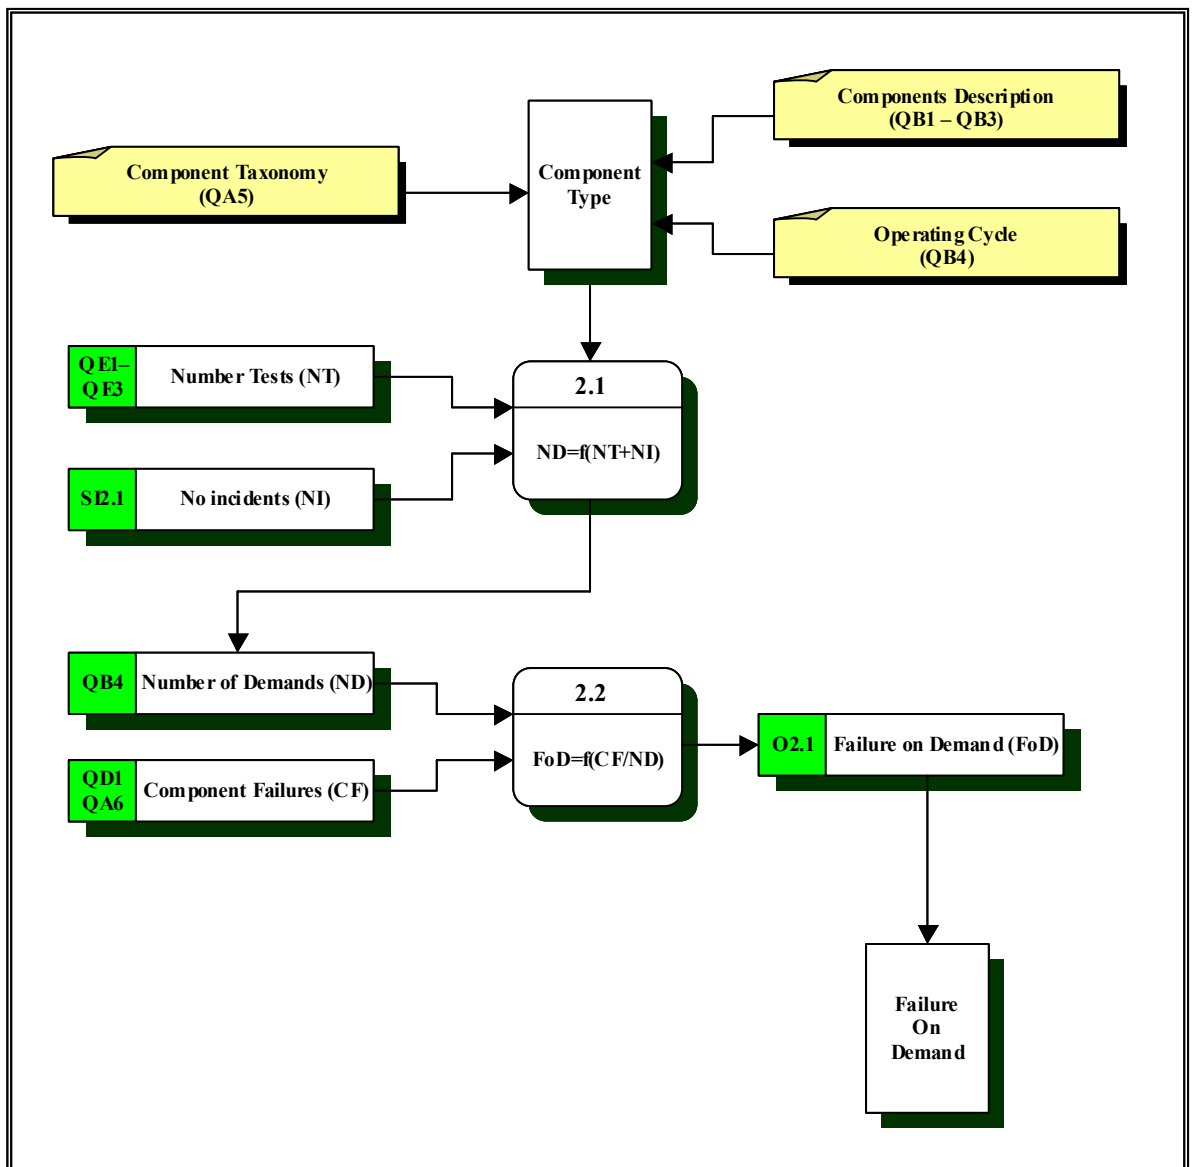 Components Description
(QB1 – QB3)
Component Taxonomy
(QA5)
Component
Type
Operating Cycle
(QB4)
QE1–
QE3
Number Tests (NT)
2.1
ND=f(NT+NI)
SI2.1
No incidents (NI)
QB4
Number of Demands (ND)
2.2
FoD=f(CF/ND)
O2.1
Failure on Demand (FoD)
QD1
QA6
Component Failures (CF)
Failure
On
Demand